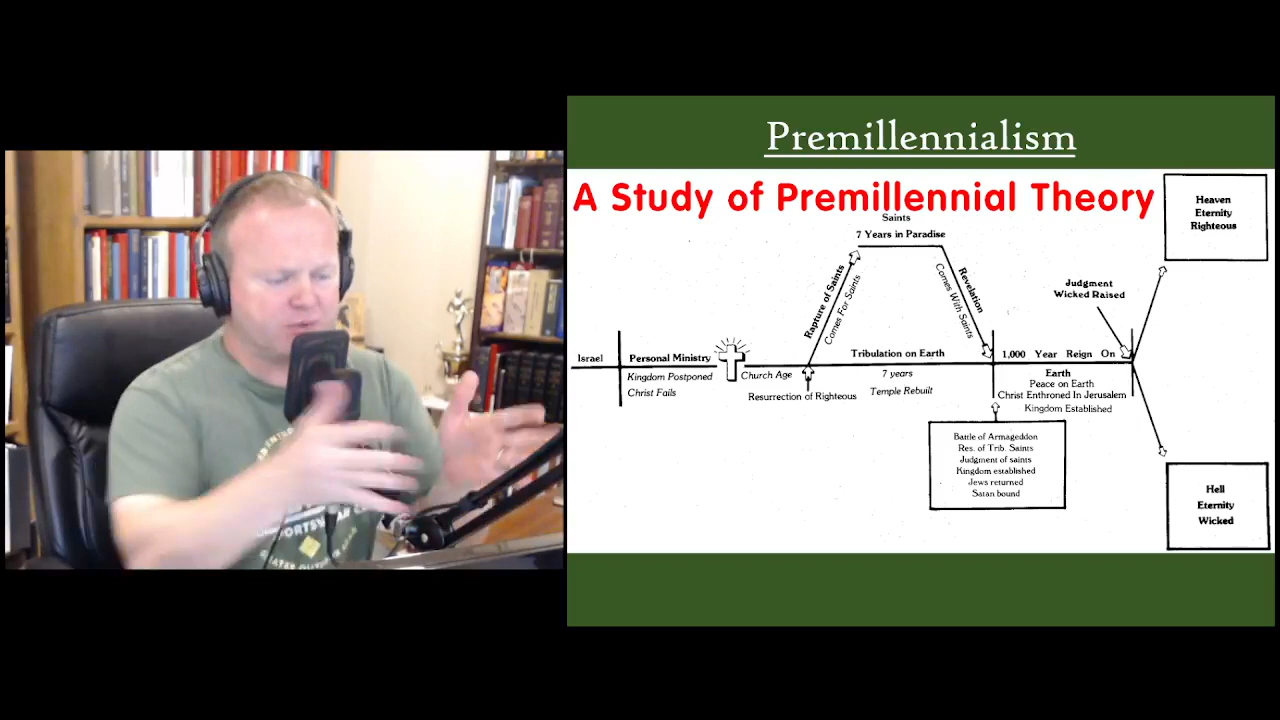 Premillennialism
A Study of Premillennial Theory
Saints
7 Years in Paradise
Rapture of Saints
Comes For Saints
Revelation
Comes With Saints
Heaven
Eternity
Righteous
Judgment
Wicked Raised
Israel
Personal Ministry
Kingdom Postponed
Christ Fails
Church Age
Resurrection of Righteous
Tribulation on Earth
7 years
Temple Rebuilt
1,000 Year Reign On
Earth
Peace on Earth
Christ Enthroned In Jerusalem
Kingdom Established
Battle of Armageddon
Res. of Trib. Saints
Judgment of saints
Kingdom established
Jews returned
Satan bound
Hell
Eternity
Wicked